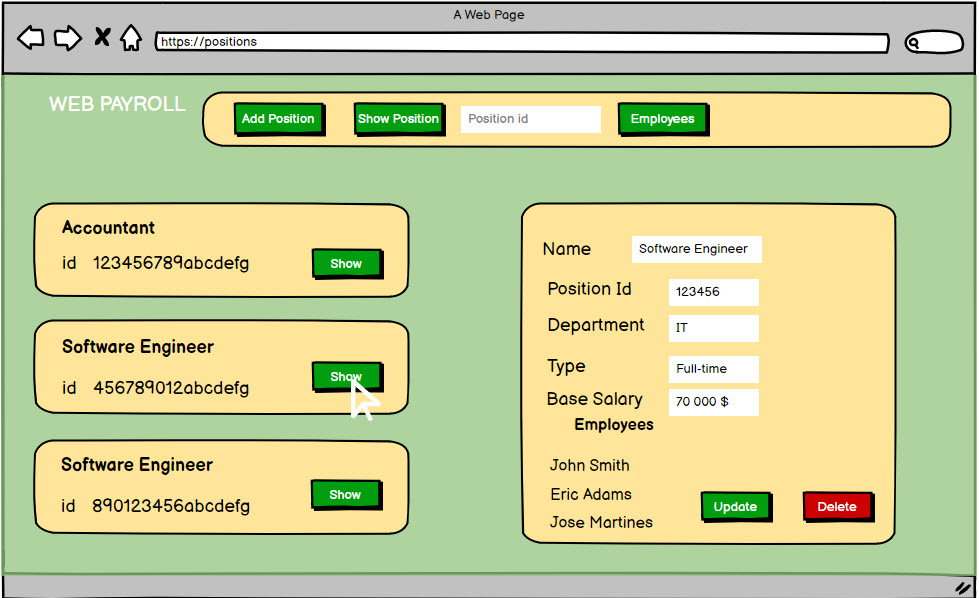 A Web Page
https://positions
WEB PAYROLL
Add Position
Show Position
Position id
Employees
Accountant
id 123456789abcdefg
Show
Software Engineer
id 456789012abcdefg
Show
Software Engineer
id 890123456abcdefg
Show
Name Software Engineer
Position Id 123456
Department IT
Type Full-time
Base Salary 70 000 $
Employees
John Smith
Eric Adams
Jose Martines
Update
Delete